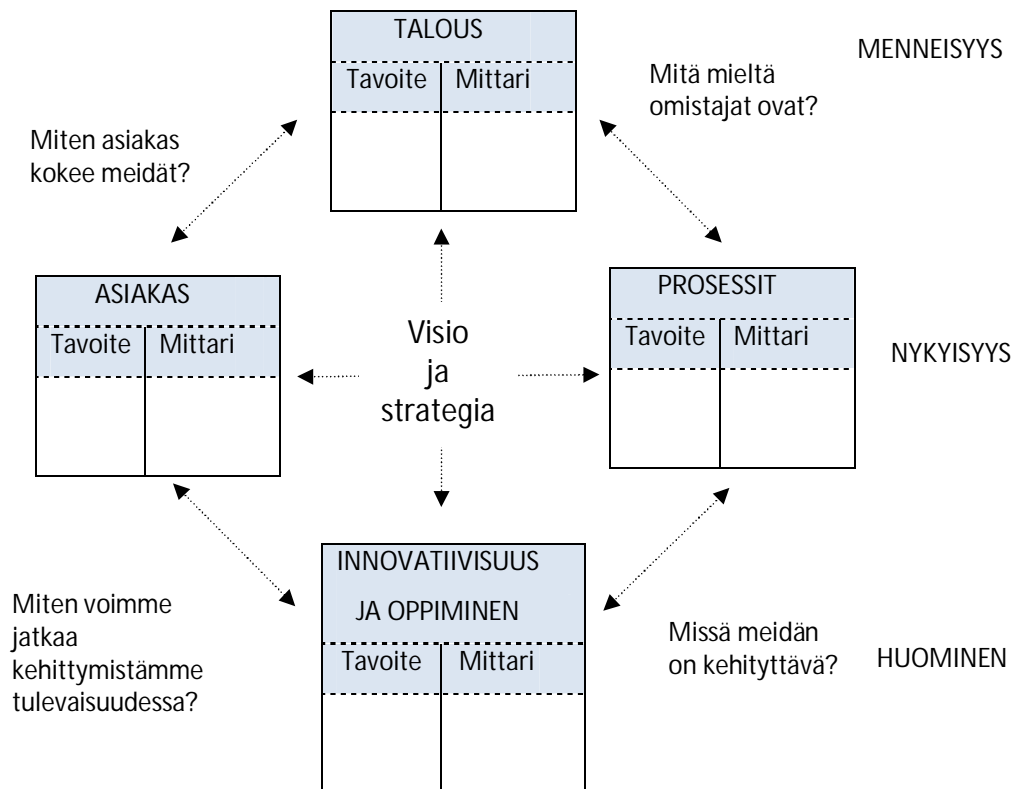 TALOUS
MENNEISYYS
Tavoite Mittari
Mitä mieltä
omistajat ovat?
Miten asiakas
kokee meidät?
ASIAKAS
PROSESSIT
Tavoite Mittari
Visio
ja
strategia
Tavoite Mittari
NYKYISYYS
INNOVATIIVISUUS
JA OPPIMINEN
Tavoite Mittari
Miten voimme
jatkaa
kehittymistämme
tulevaisuudessa?
Missä meidän
on kehityttävä?
HUOMINEN